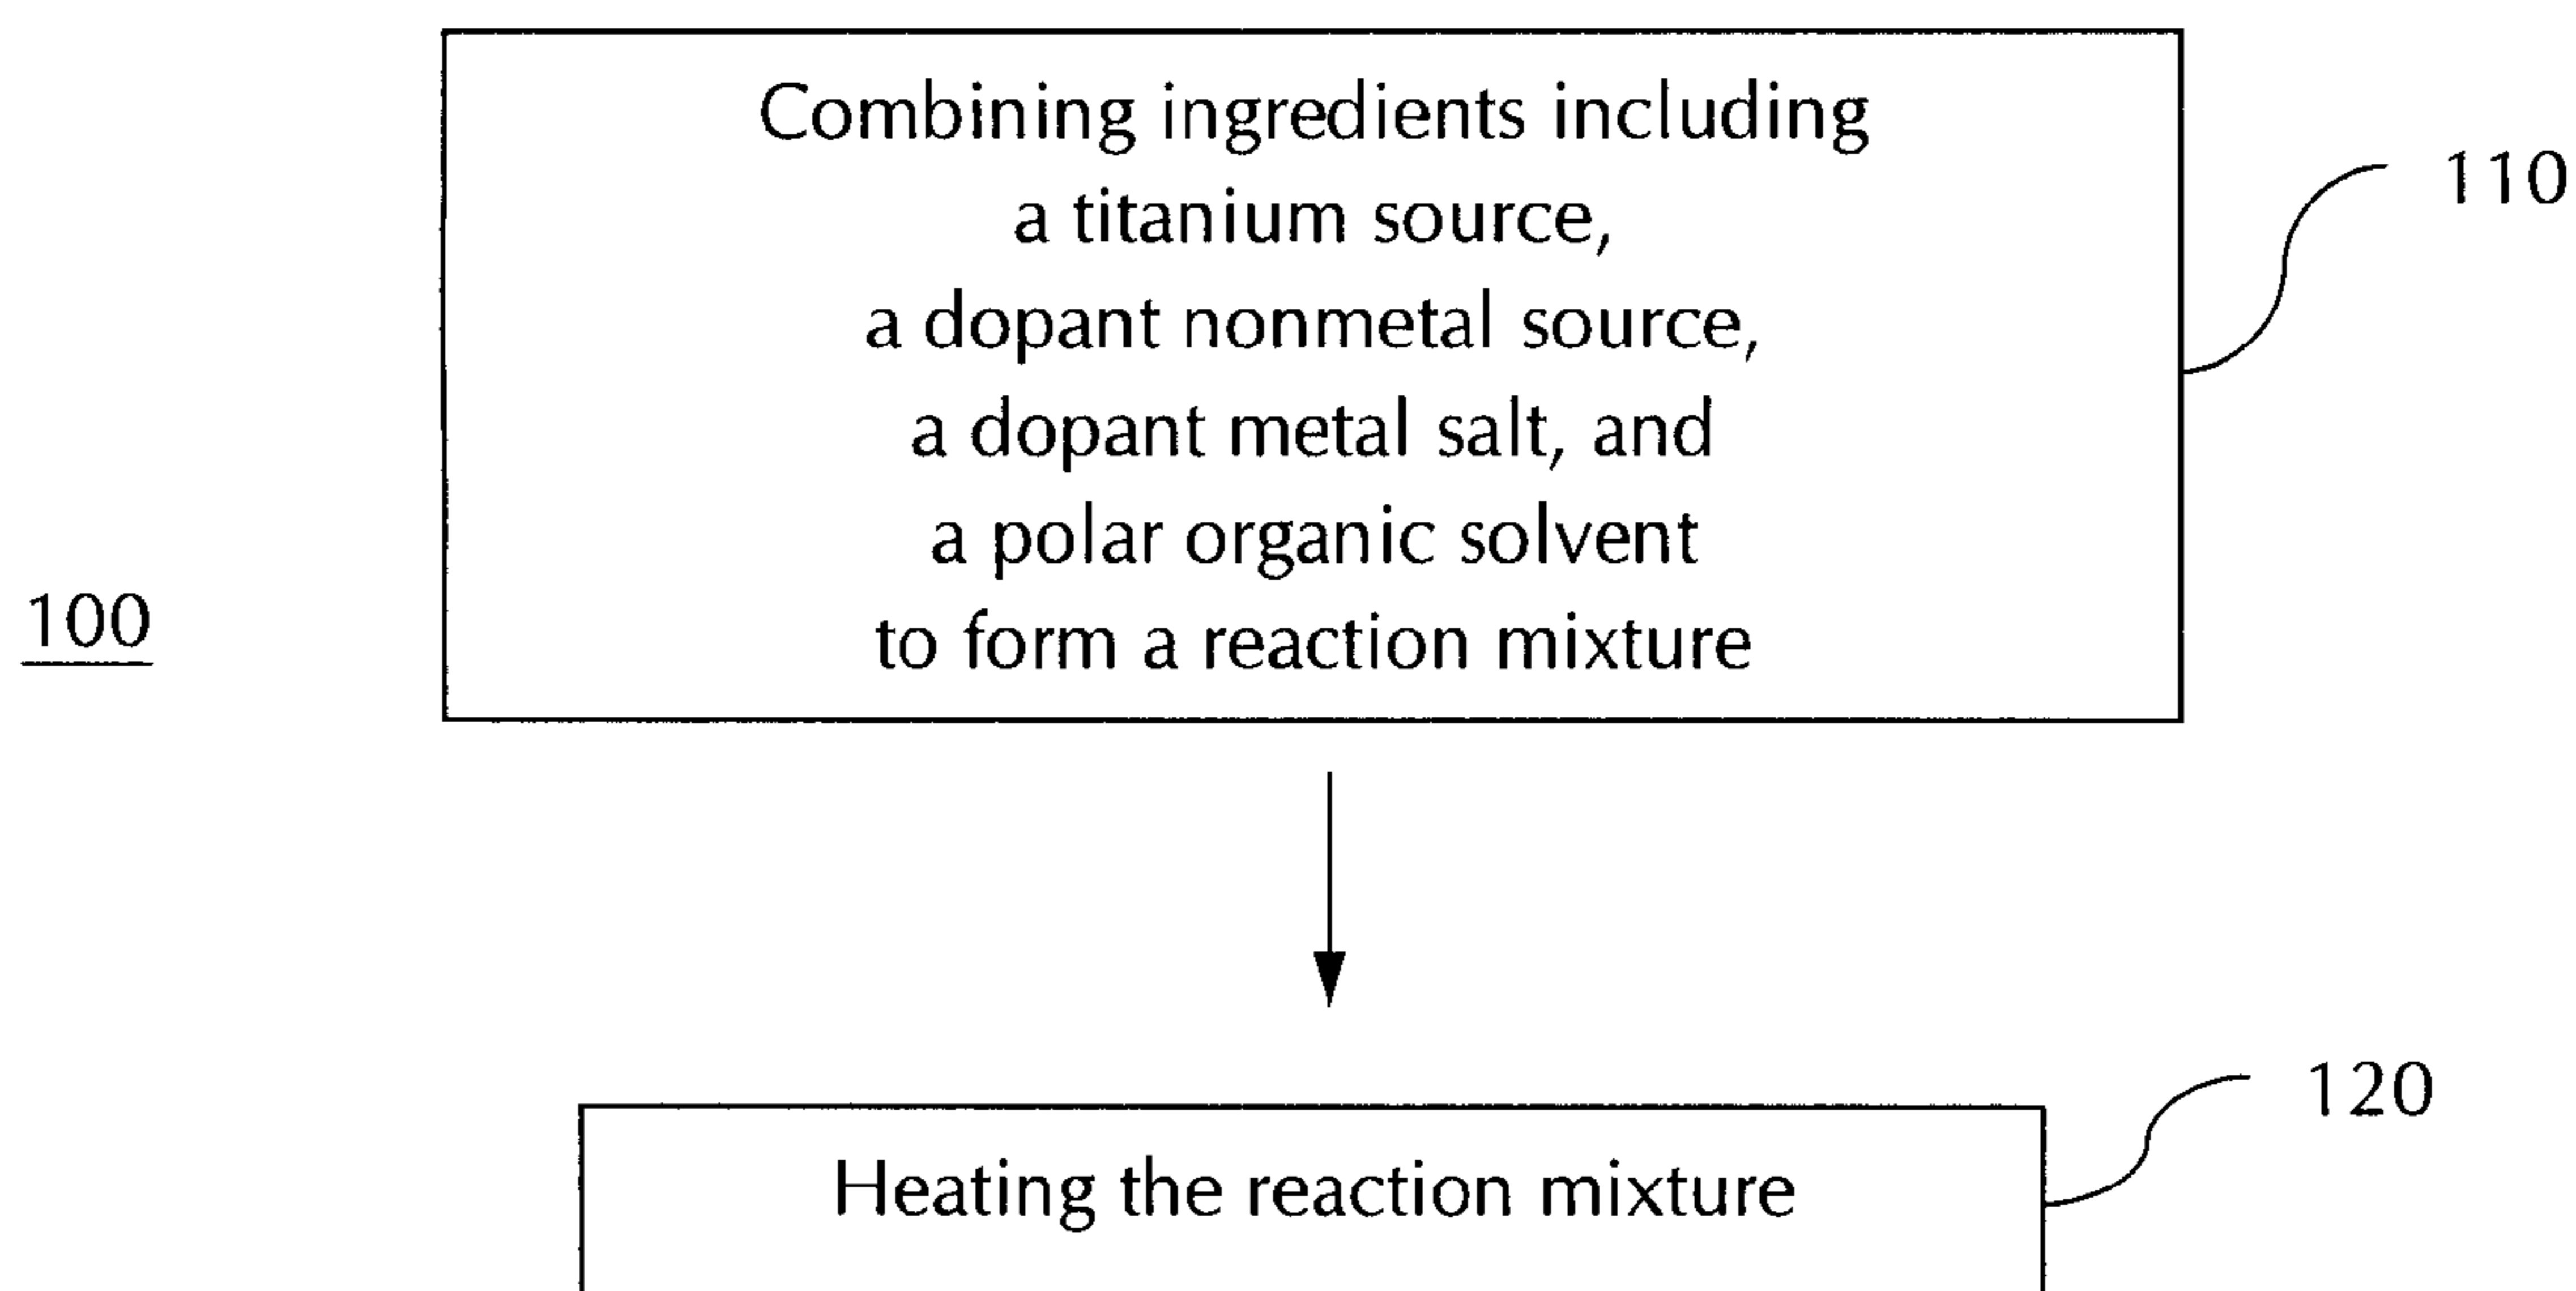 Combining ingredients including
a titanium source,
a dopant nonmetal source,
a dopant metal salt, and
a polar organic solvent
to form a reaction mixture
110
100
Heating the reaction mixture
120